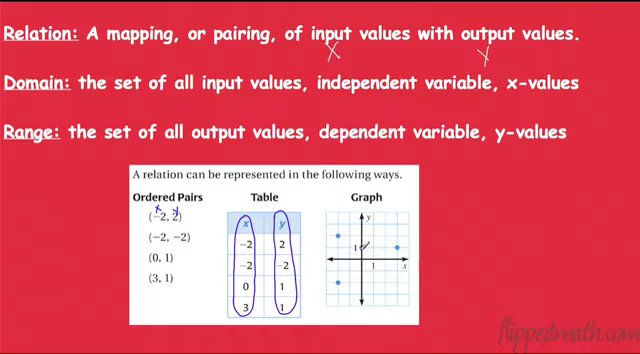 Relation: A mapping, or pairing, of input values with output values.
x y
Domain: the set of all input values, independent variable, x-values
Range: the set of all output values, dependent variable, y-values
A relation can be represented in the following ways.
Ordered Pairs Table Graph
x y
(−2, 2)
(−2, −2)
(0, 1)
(3, 1)
x y
−2 2
−2 −2
0 1
3 1
y
1
1 x
flippedmath.com